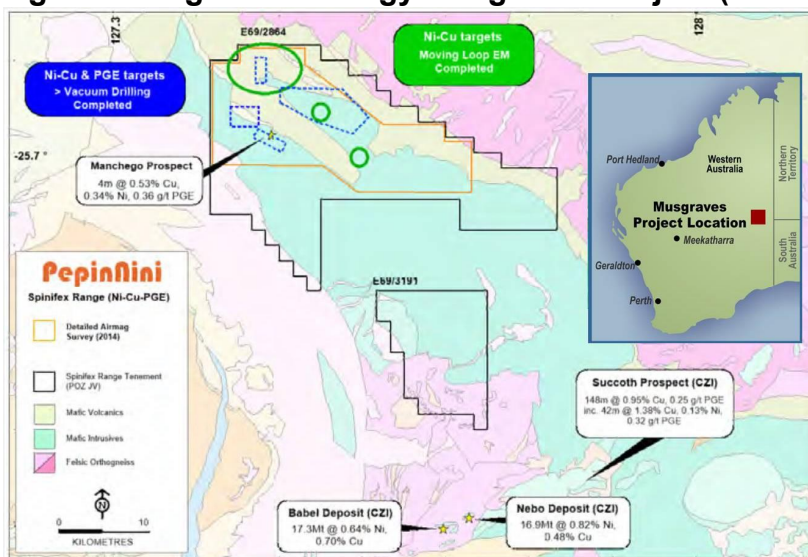 E69/2864
127.3
128
-25.7
Ni-Cu & PGE targets
> Vacuum Drilling
Completed
Ni-Cu targets
Moving Loop EM
Completed
Manchego Prospect
4m @ 0.53% Cu,
0.34% Ni, 0.36 g/t PGE
Port Hedland
Western
Australia
Northern
Territory
Musgraves
Project Location
Meekatharra
South
Australia
Geraldton
Perth
PepinNini
Spinifex Range (Ni-Cu-PGE)
Detailed Airmag
Survey (2014)
Spinifex Range Tenement
(POZ JV)
Mafic Volcanics
Mafic Intrusives
Felsic Orthogneiss
N
0 10
KILOMETRES
E69/3191
Succoth Prospect (CZI)
148m @ 0.95% Cu, 0.25 g/t PGE
inc. 42m @ 1.38% Cu, 0.13% Ni,
0.32 g/t PGE
Babel Deposit (CZI)
17.3Mt @ 0.64% Ni,
0.70% Cu
Nebo Deposit (CZI)
16.9Mt @ 0.82% Ni,
0.48% Cu